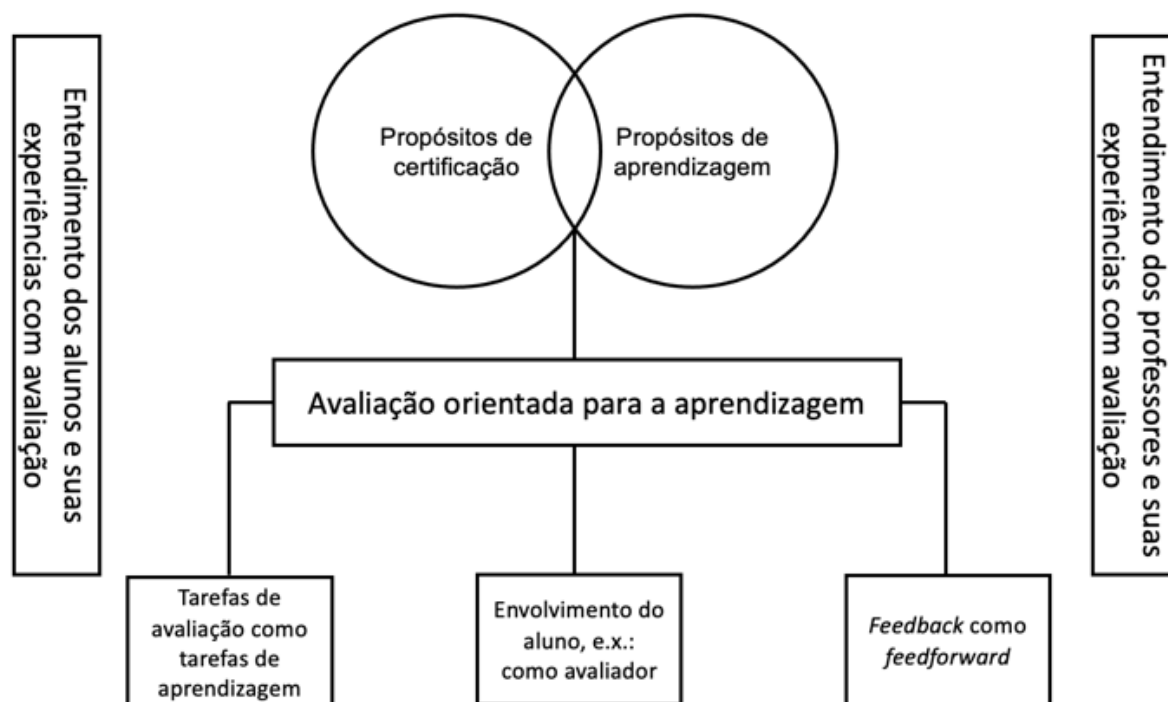 Entendimento dos alunos e suas
experiências com avaliação
Propósitos de
certificação
Propósitos de
aprendizagem
Entendimento dos professores e suas
experiências com avaliação
Avaliação orientada para a aprendizagem
Tarefas de
avaliação como
tarefas de
aprendizagem
Envolvimento do
aluno, e.x.:
como avaliador
Feedback como
feedforward